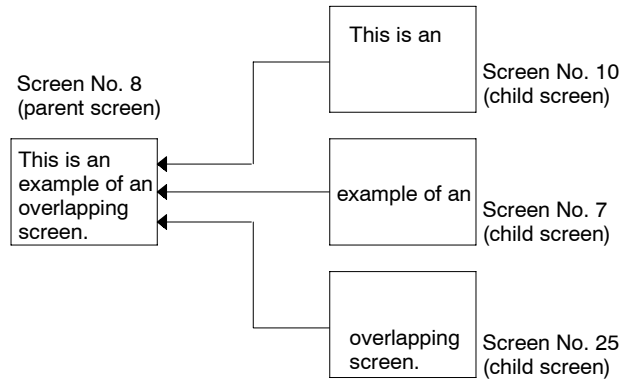 This is an
Screen No. 10
(child screen)
Screen No. 8
(parent screen)
This is an
example of an
overlapping
screen.
example of an
Screen No. 7
(child screen)
overlapping
screen.
Screen No. 25
(child screen)